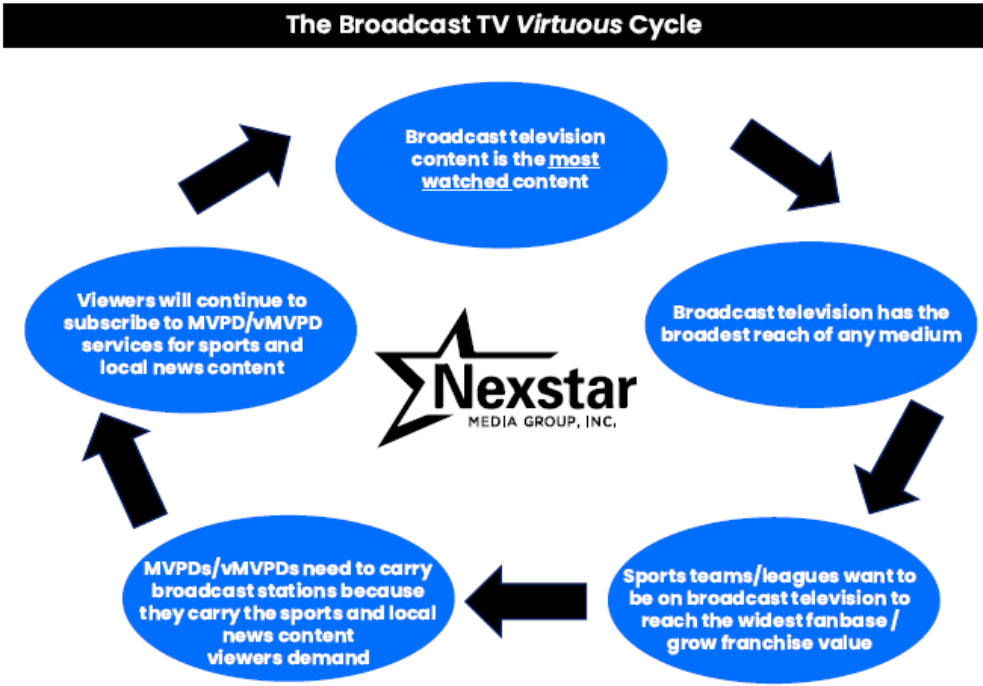 The Broadcast TV Virtuous Cycle
Broadcast television
content is the most
watched content
Broadcast television has the
broadest reach of any medium
Sports teams/leagues want to
be on broadcast television to
reach the widest fanbase /
grow franchise value
MVPDs/vMVPDs need to carry
broadcast stations because
they carry the sports and local
news content
viewers demand
Viewers will continue to
subscribe to MVPD/vMVPD
services for sports and
local news content
Nexstar
MEDIA GROUP, INC.